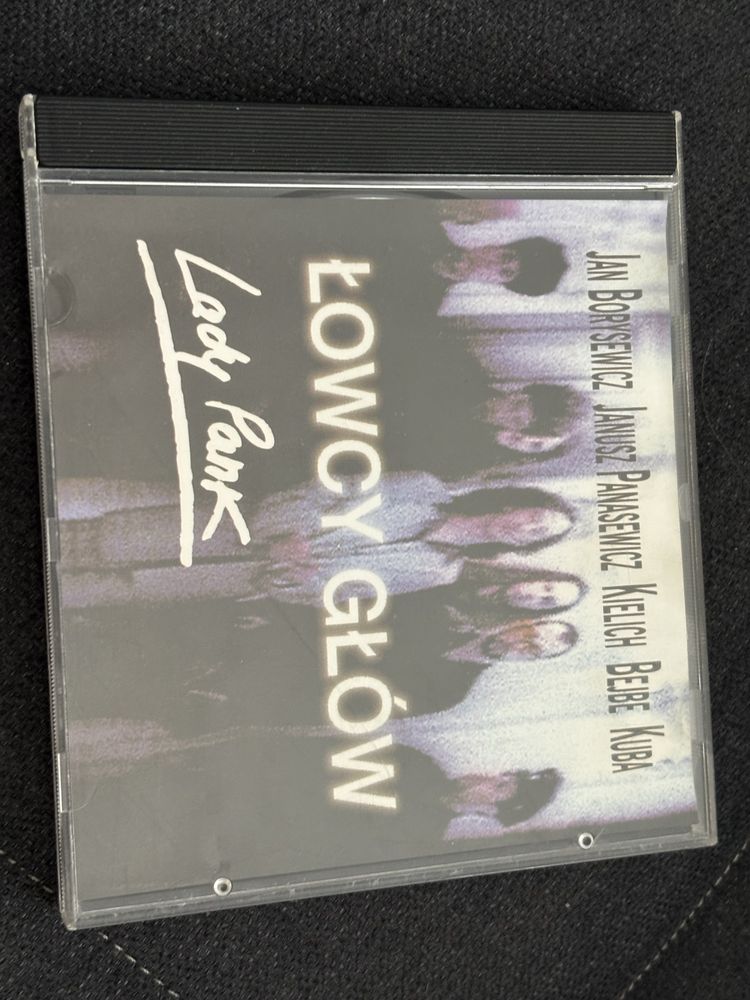 JAN BORYSEWICZ JANUSZ PANASEWICZ KIELICH BEJBE KUBA
ŁOWCY GŁÓW
Lady Pank